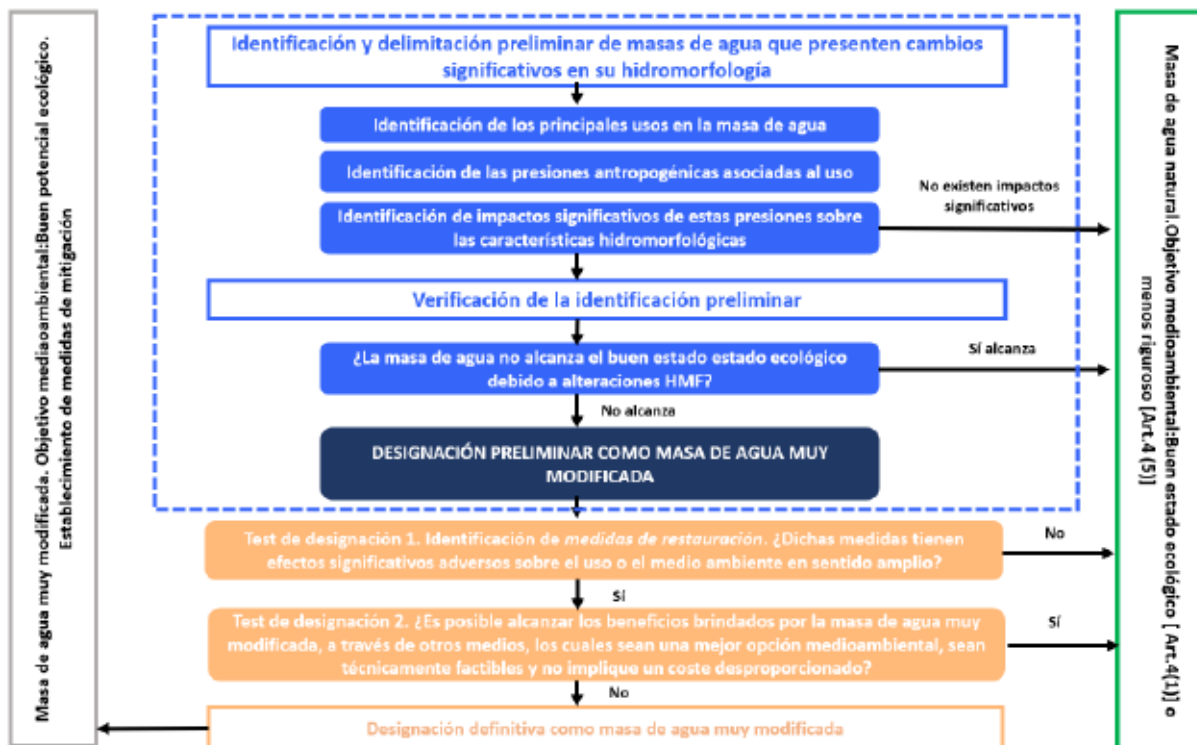 Masa de agua muy modificada. Objetivo mediaoambiental:Buen potencial ecológico.
Establecimiento de medidas de mitigación
Identificación y delimitación preliminar de masas de agua que presenten cambios
significativos en su hidromorfología
Identificación de los principales usos en la masa de agua
Identificación de las presiones antropogénicas asociadas al uso
Identificación de impactos significativos de estas presiones sobre
las características hidromorfológicas
No existen impactos
significativos
Verificación de la identificación preliminar
¿La masa de agua no alcanza el buen estado estado ecológico
debido a alteraciones HMF?
Sí alcanza
No alcanza
DESIGNACIÓN PRELIMINAR COMO MASA DE AGUA MUY
MODIFICADA
Test de designación 1. Identificación de medidas de restauración. ¿Dichas medidas tienen
efectos significativos adversos sobre el uso o el medio ambiente en sentido amplio?
No
Sí
Test de designación 2. ¿Es posible alcanzar los beneficios brindados por la masa de agua muy
modificada, a través de otros medios, los cuales sean una mejor opción medioambiental, sean
técnicamente factibles y no implique un coste desproporcionado?
Sí
No
Designación definitiva como masa de agua muy modificada
Masa de agua natural.Objetivo medioambiental:Buen estado ecológico [ Art.4(1)] o
menos riguroso [Art.4 (5)]